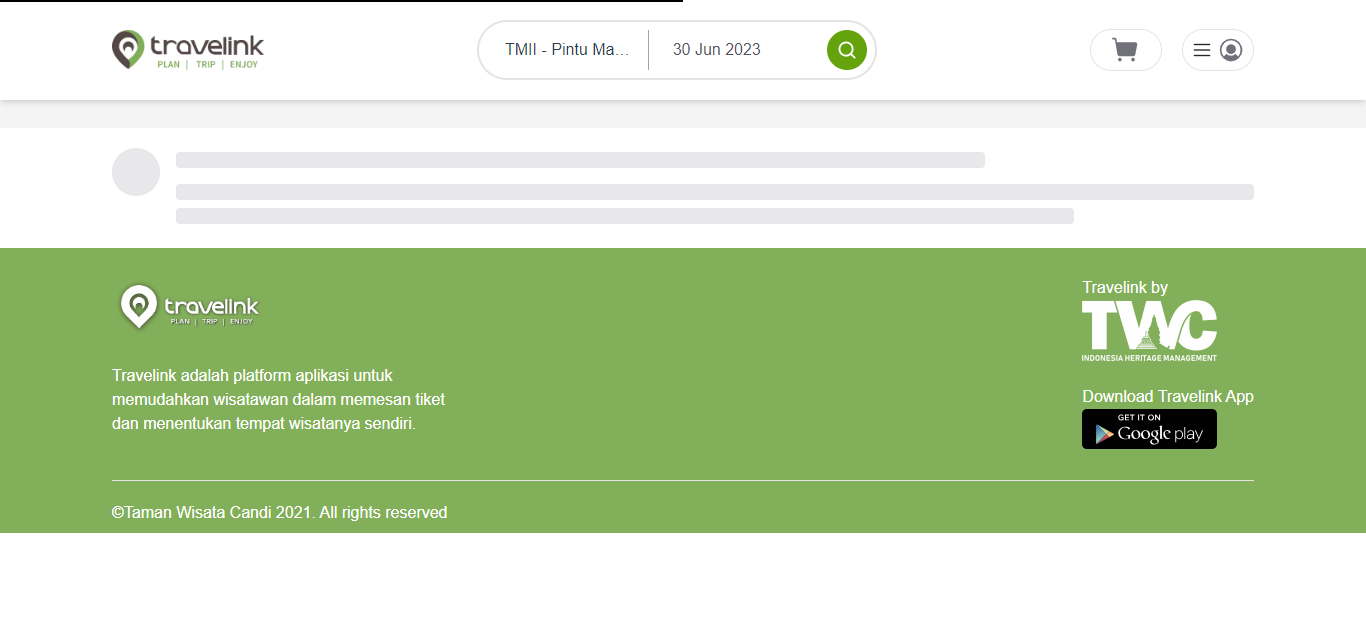 travelink
PLAN | TRIP | ENJOY
TMII - Pintu Ma...
30 Jun 2023
travelink
PLAN | TRIP | ENJOY
Travelink adalah platform aplikasi untuk
memudahkan wisatawan dalam memesan tiket
dan menentukan tempat wisatanya sendiri.
Travelink by
TWC
INDONESIA HERITAGE MANAGEMENT
Download Travelink App
GET IT ON
Google play
©Taman Wisata Candi 2021. All rights reserved